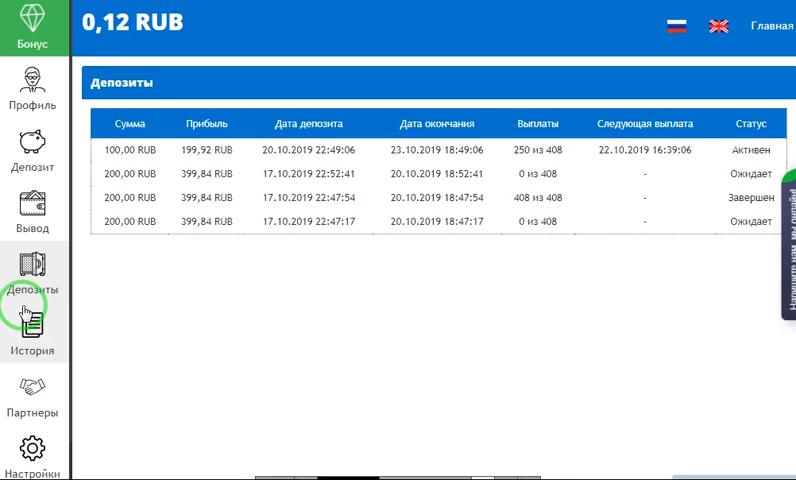 0,12 RUB
Главная
Бонус
Профиль
Депозит
Вывод
Депозиты
История
Партнеры
Настройки
Депозиты
Сумма Прибыль Дата депозита Дата окончания Выплаты Следующая выплата Статус
100,00 RUB 199,92 RUB 20.10.2019 22:49:06 23.10.2019 18:49:06 250 из 408 22.10.2019 16:39:06 Активен
200,00 RUB 399,84 RUB 17.10.2019 22:52:41 20.10.2019 18:52:41 0 из 408 - Ожидает
200,00 RUB 399,84 RUB 17.10.2019 22:47:54 20.10.2019 18:47:54 408 из 408 - Завершен
200,00 RUB 399,84 RUB 17.10.2019 22:47:17 20.10.2019 18:47:17 0 из 408 - Ожидает
Напишите нам, мы онлайн!